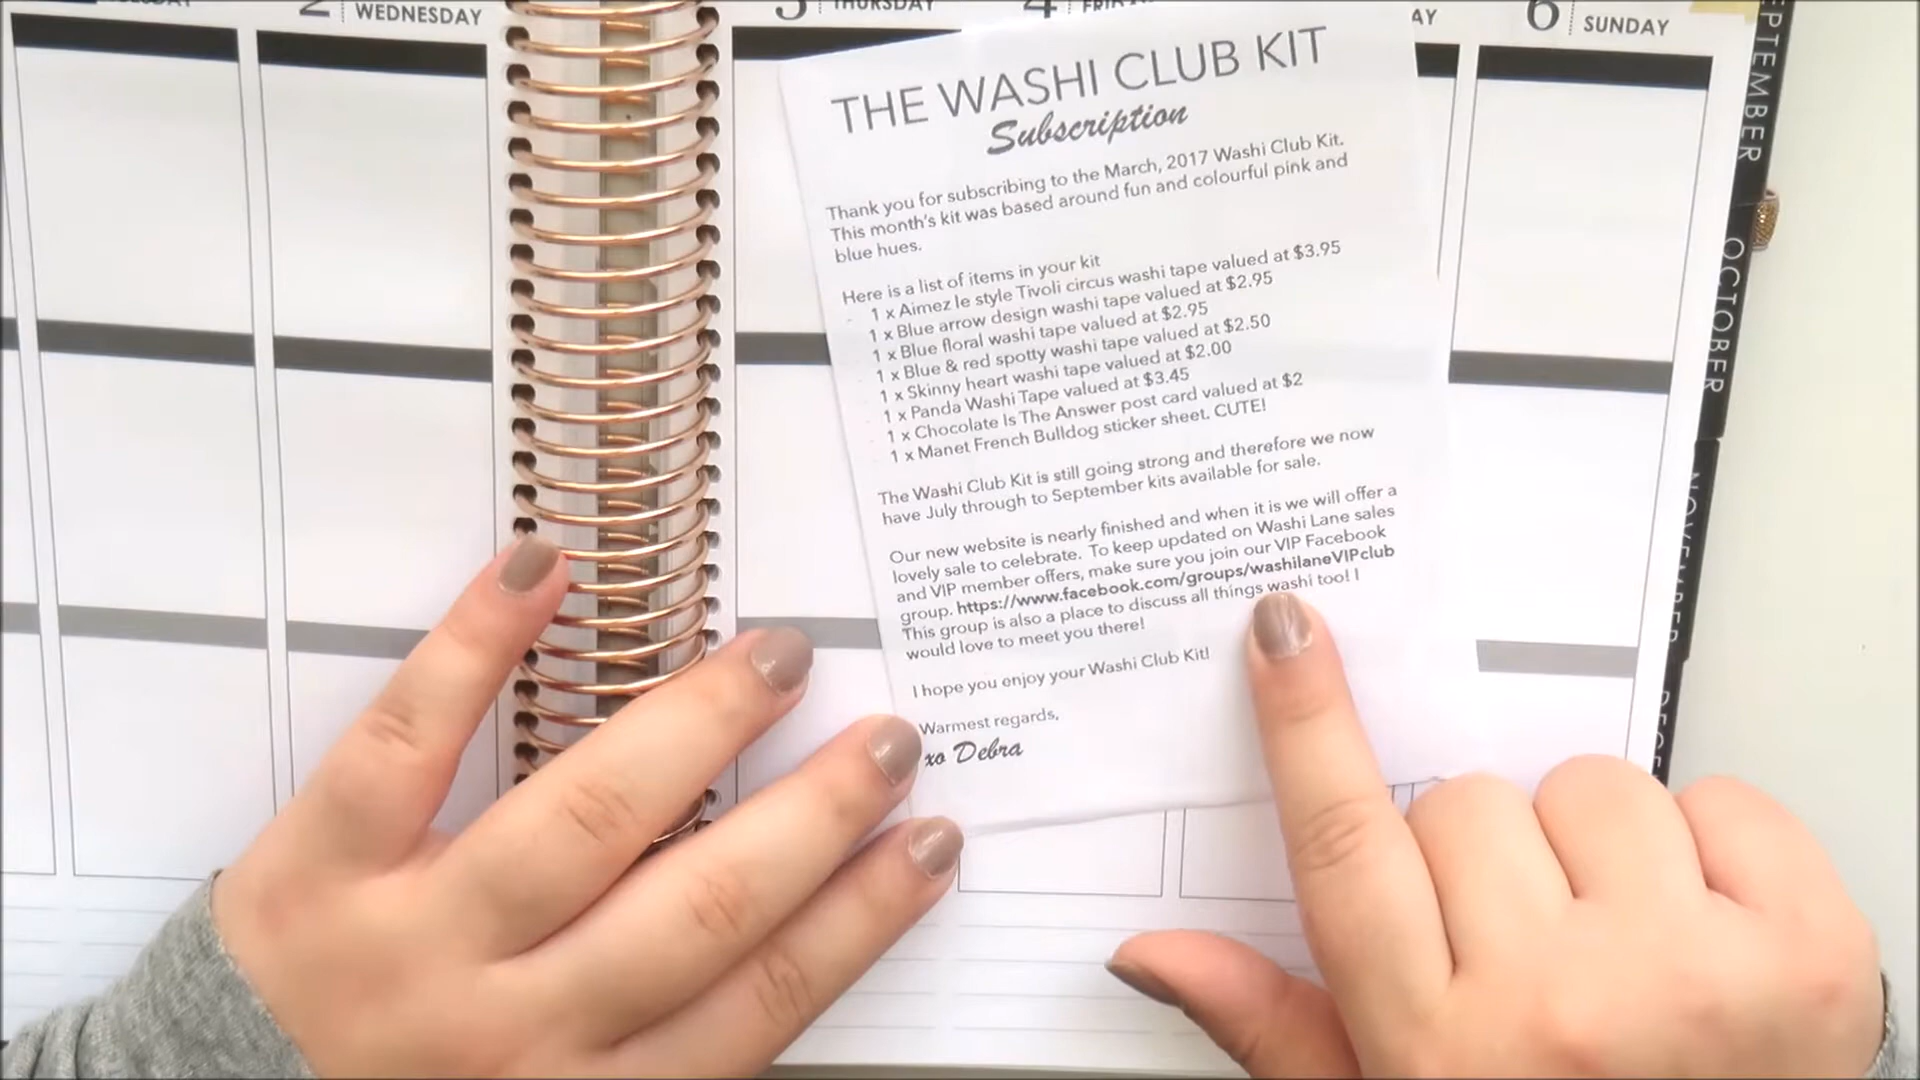 2 WEDNESDAY
3 THURSDAY
4
AY
6 SUNDAY
THE WASHI CLUB KIT
Subscription
Thank you for subscribing to the March, 2017 Washi Club Kit.
This month's kit was based around fun and colourful pink and
blue hues.
Here is a list of items in your kit
1 x Aimez le style Tivoli circus washi tape valued at $3.95
1 x Blue arrow design washi tape valued at $2.95
1 x Blue floral washi tape valued at $2.95
1 x Blue & red spotty washi tape valued at $2.50
1 x Skinny heart washi tape valued at $2.00
1 x Panda Washi Tape valued at $3.45
1 x Chocolate Is The Answer post card valued at $2
1 x Manet French Bulldog sticker sheet. CUTE!
The Washi Club Kit is still going strong and therefore we now
have July through to September kits available for sale.
Our new website is nearly finished and when it is we will offer a
lovely sale to celebrate. To keep updated on Washi Lane sales
and VIP member offers, make sure you join our VIP Facebook
group. https://www.facebook.com/groups/washilaneVIPclub
This group is also a place to discuss all things washi too! I
would love to meet you there!
I hope you enjoy your Washi Club Kit!
Warmest regards,
xo Debra
EPTEMBER
OCTOBER
NOVEMBER
DECE